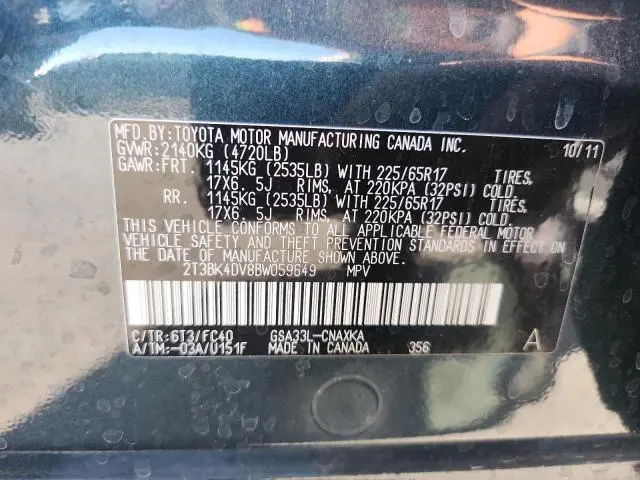 MFD.BY:TOYOTA MOTOR MANUFACTURING CANADA INC.
GVWR:2140KG (4720LB) 10/11
GAWR:FRT. 1145KG (2535LB) WITH 225/65R17 TIRES,
17X6. 5J RIMS, AT 220KPA (32PSI) COLD.
RR. 1145KG (2535LB) WITH 225/65R17 TIRES,
17X6. 5J RIMS, AT 220KPA (32PSI) COLD.
THIS VEHICLE CONFORMS TO ALL APPLICABLE FEDERAL MOTOR
VEHICLE SAFETY AND THEFT PREVENTION STANDARDS IN EFFECT ON
THE DATE OF MANUFACTURE SHOWN ABOVE.
2T3BK4DV8BW059649 MPV
C/TR:6T3/FC40 GSA33L-CNAXKA
A/TM:-03A/U151F MADE IN CANADA 356 A